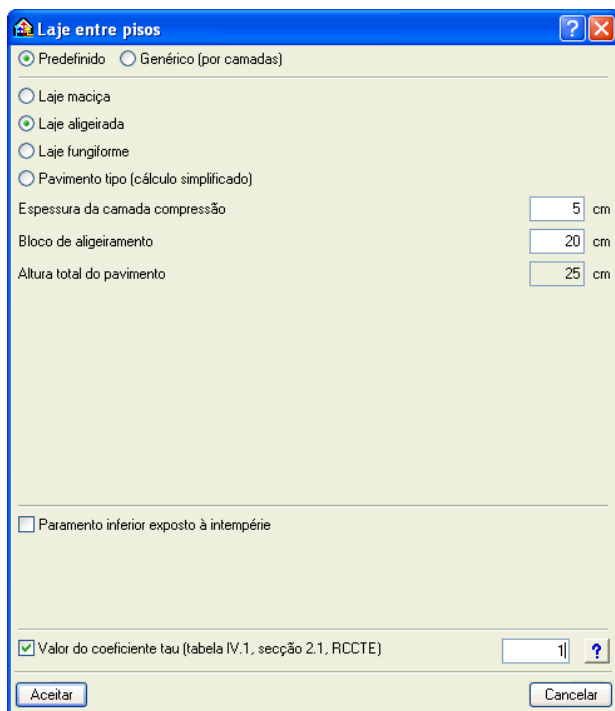 Laje entre pisos
Predefinido Genérico (por camadas)
Laje maciça
Laje aligeirada
Laje fungiforme
Pavimento tipo (cálculo simplificado)
Espessura da camada compressão 5 cm
Bloco de aligeiramento 20 cm
Altura total do pavimento 25 cm
Paramento inferior exposto à intempérie
Valor do coeficiente tau (tabela IV.1, secção 2.1, RCCTE) 1 ?
Aceitar Cancelar